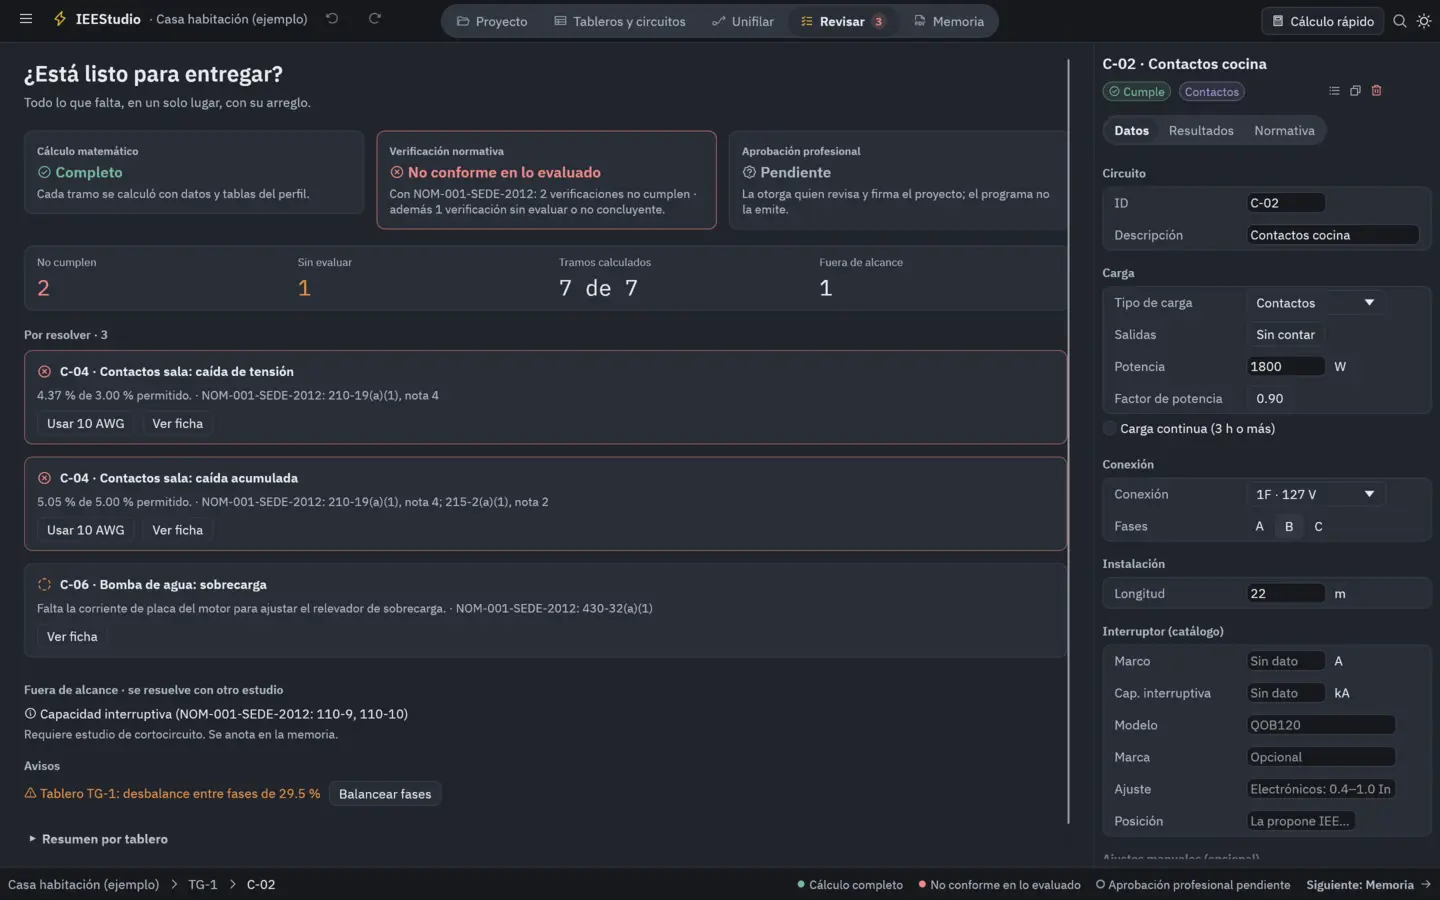 IEEStudio · Casa habitación (ejemplo)
Proyecto
Tableros y circuitos
Unifilar
Revisar 3
Memoria
Cálculo rápido
¿Está listo para entregar?
Todo lo que falta, en un solo lugar, con su arreglo.
Cálculo matemático
Completo
Cada tramo se calculó con datos y tablas del perfil.
Verificación normativa
No conforme en lo evaluado
Con NOM-001-SEDE-2012: 2 verificaciones no cumplen ·
además 1 verificación sin evaluar o no concluyente.
Aprobación profesional
Pendiente
La otorga quien revisa y firma el proyecto; el programa no
la emite.
No cumplen
2
Sin evaluar
1
Tramos calculados
7 de 7
Fuera de alcance
1
Por resolver · 3
C-04 · Contactos sala: caída de tensión
4.37 % de 3.00 % permitido. · NOM-001-SEDE-2012: 210-19(a)(1), nota 4
Usar 10 AWG
Ver ficha
C-04 · Contactos sala: caída acumulada
5.05 % de 5.00 % permitido. · NOM-001-SEDE-2012: 210-19(a)(1), nota 4; 215-2(a)(1), nota 2
Usar 10 AWG
Ver ficha
C-06 · Bomba de agua: sobrecarga
Falta la corriente de placa del motor para ajustar el relevador de sobrecarga. · NOM-001-SEDE-2012: 430-32(a)(1)
Ver ficha
Fuera de alcance · se resuelve con otro estudio
Capacidad interruptiva (NOM-001-SEDE-2012: 110-9, 110-10)
Requiere estudio de cortocircuito. Se anota en la memoria.
Avisos
Tablero TG-1: desbalance entre fases de 29.5 %
Balancear fases
Resumen por tablero
C-02 · Contactos cocina
Cumple
Contactos
Datos
Resultados
Normativa
Circuito
ID C-02
Descripción Contactos cocina
Carga
Tipo de carga Contactos
Salidas Sin contar
Potencia 1800 W
Factor de potencia 0.90
Carga continua (3 h o más)
Conexión
Conexión 1F · 127 V
Fases A B C
Instalación
Longitud 22 m
Interruptor (catálogo)
Marco Sin dato A
Cap. interruptiva Sin dato kA
Modelo QOB120
Marca Opcional
Ajuste Electrónicos: 0.4–1.0 In
Posición La propone IEE...
Ajustes manuales (opcional)
Casa habitación (ejemplo) > TG-1 > C-02
Cálculo completo
No conforme en lo evaluado
Aprobación profesional pendiente
Siguiente: Memoria →